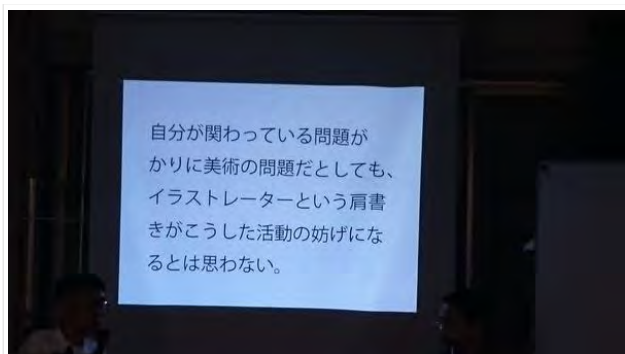 自分が関わっている問題が
かりに美術の問題だとしても、
イラストレーターという肩書
きがこうした活動の妨げにな
るとは思わない。